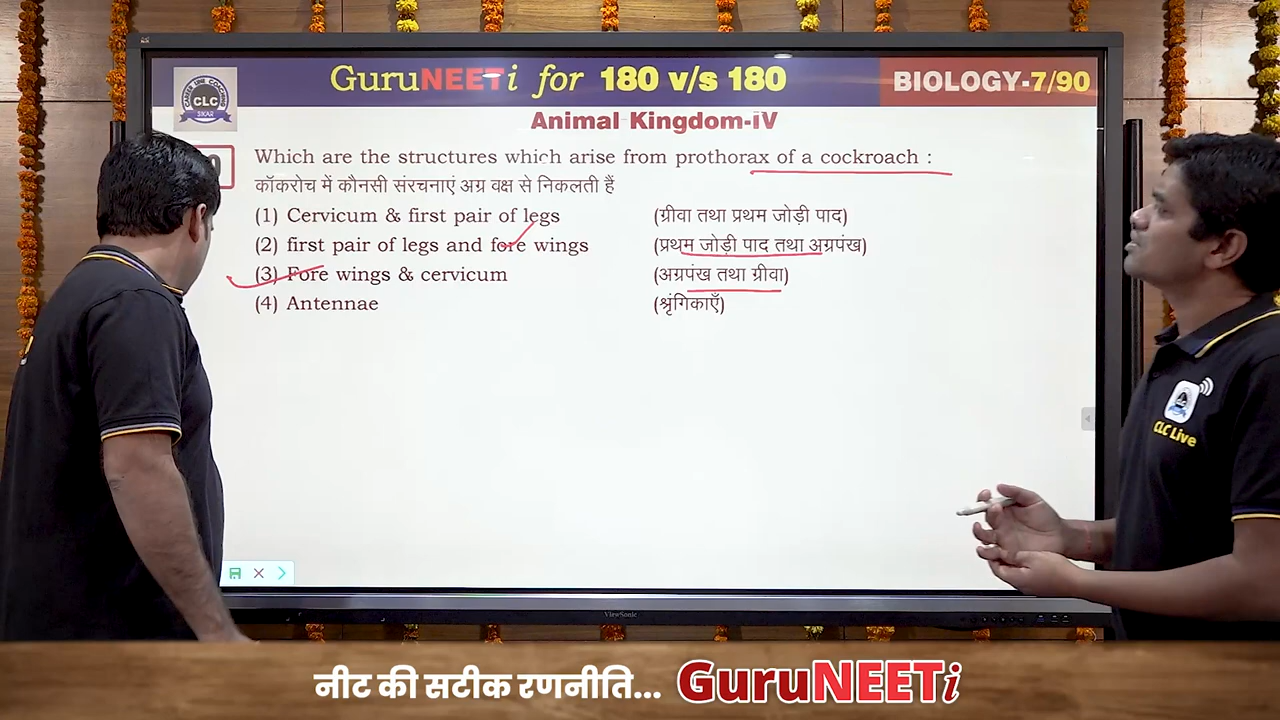 GuruNEETi for 180 v/s 180
BIOLOGY-7/90
CLC
SIKAR
Animal Kingdom-iV
Which are the structures which arise from prothorax of a cockroach :
कॉकरोच में कौनसी संरचनाएं अग्र वक्ष से निकलती हैं
(1) Cervicum & first pair of legs (ग्रीवा तथा प्रथम जोड़ी पाद)
(2) first pair of legs and fore wings (प्रथम जोड़ी पाद तथा अग्रपंख)
(3) Fore wings & cervicum (अग्रपंख तथा ग्रीवा)
(4) Antennae (श्रृंगिकाएँ)
CLC Live
ViewSonic
नीट की सटीक रणनीति... GuruNEETi